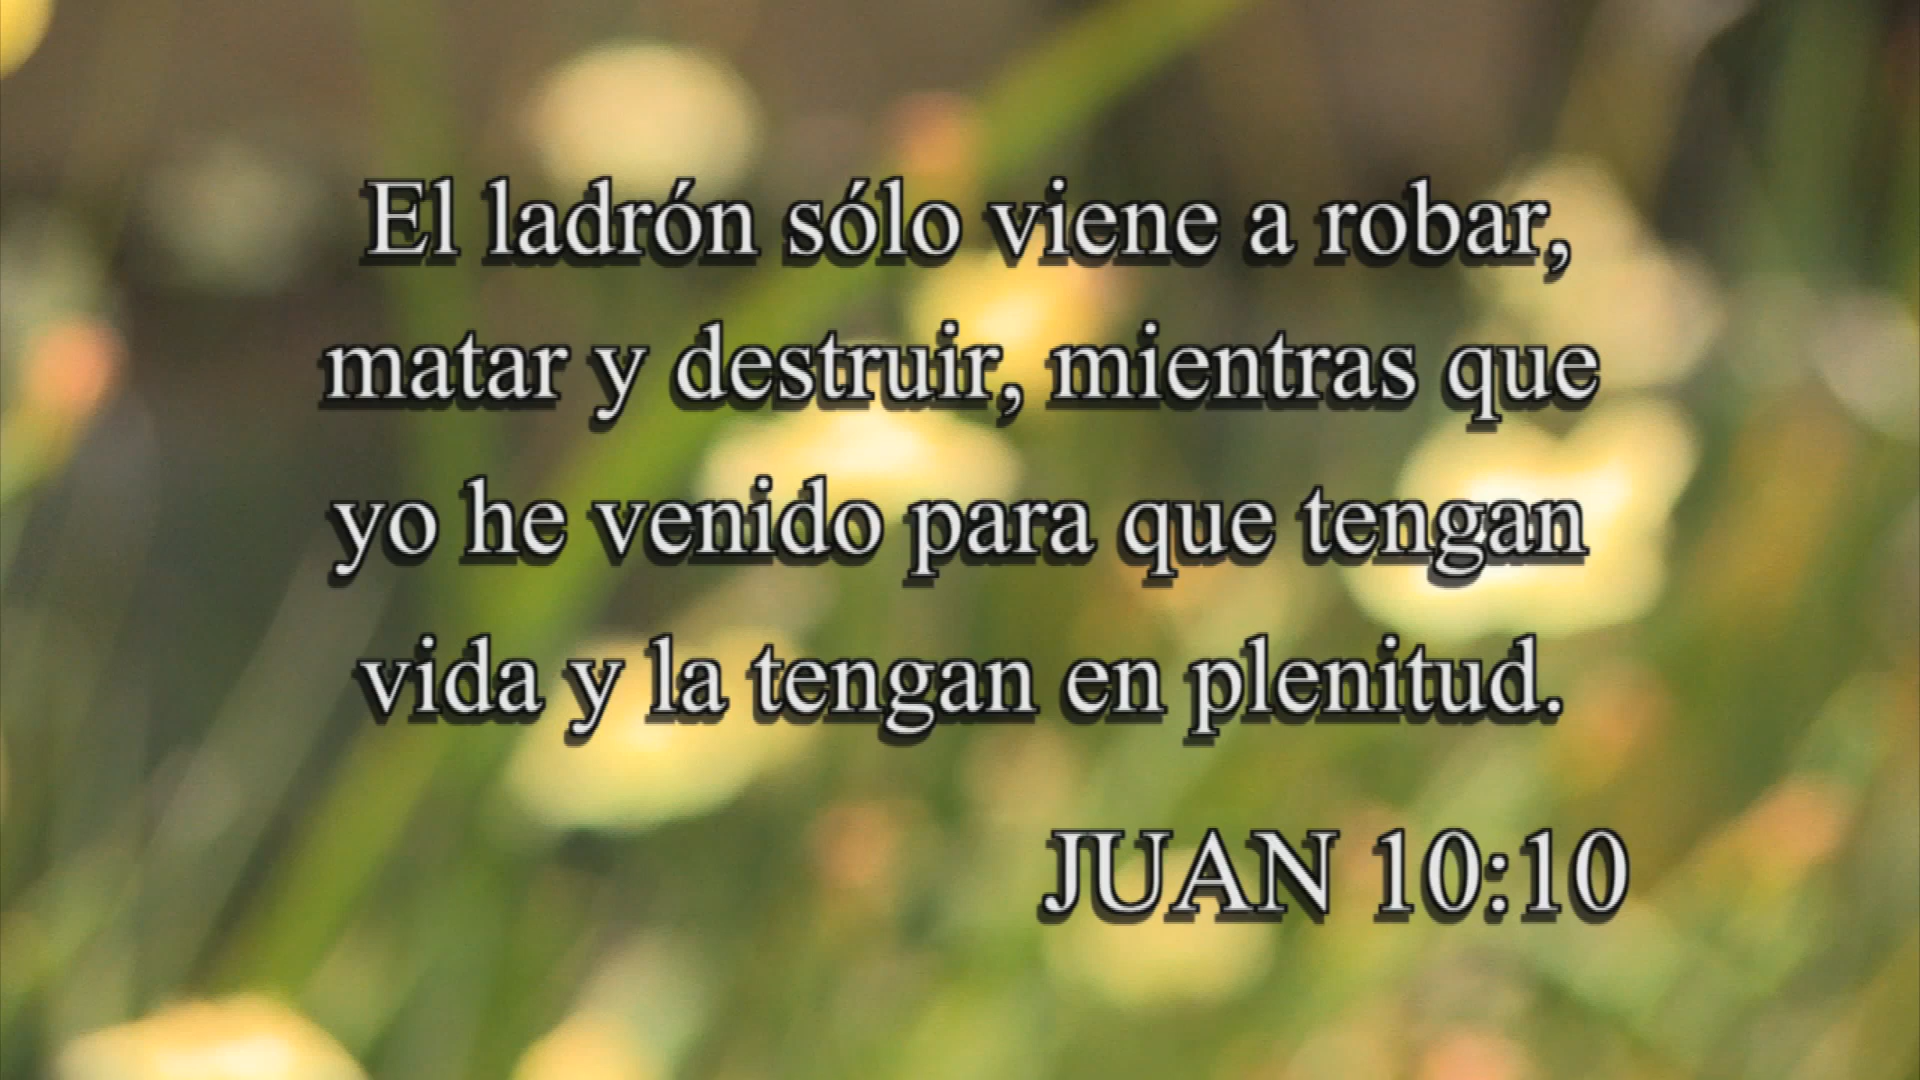 El ladrón sólo viene a robar,
matar y destruir, mientras que
yo he venido para que tengan
vida y la tengan en plenitud.
JUAN 10:10